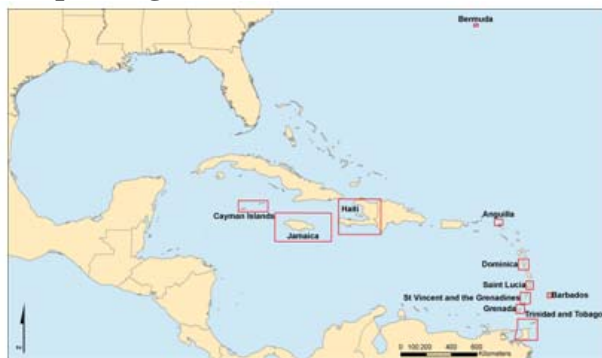 Bermuda
Haiti
Cayman Islands
Jamaica
Anguilla
Dominica
Saint Lucia
St Vincent and the Grenadines
Barbados
Grenada
Trinidad and Tobago
0 100 200 400 600
Kilometers